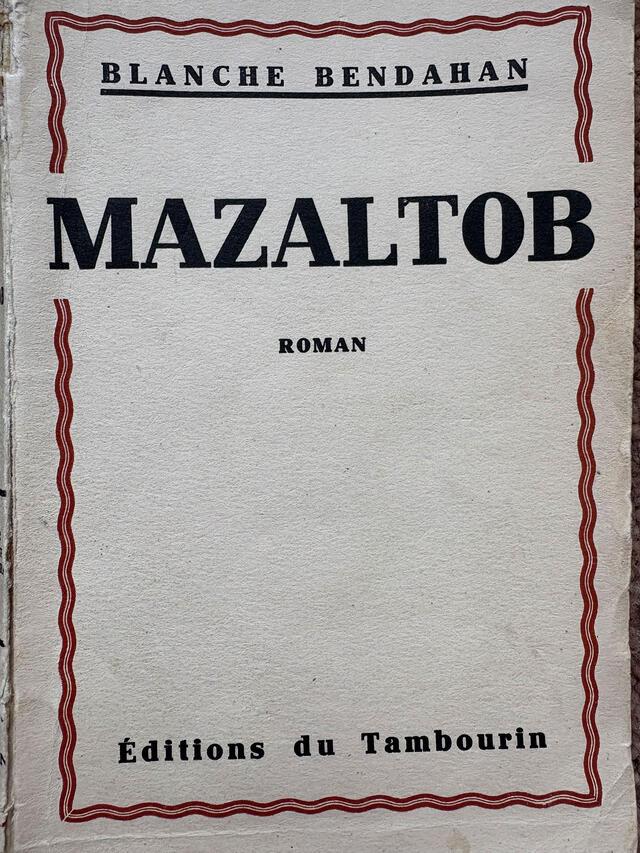 BLANCHE BENDAHAN
MAZALTOB
ROMAN
Éditions du Tambourin